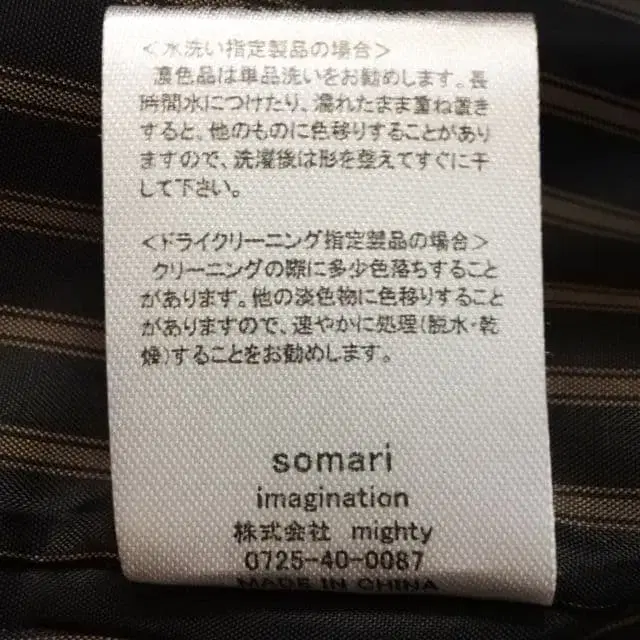 <水洗い指定製品の場合>
濃色品は単品洗いをお勧めします。長
時間水につけたり、濡れたまま重ね置き
すると、他のものに色移りすることがあり
ますので、洗濯後は形を整えてすぐに干
して下さい。
<ドライクリーニング指定製品の場合>
クリーニングの際に多少色落ちすること
があります。他の淡色物に色移りすること
がありますので、速やかに処理(脱水・乾
燥)することをお勧めします。
somari
imagination
株式会社 mighty
0725-40-0087
MADE IN CHINA